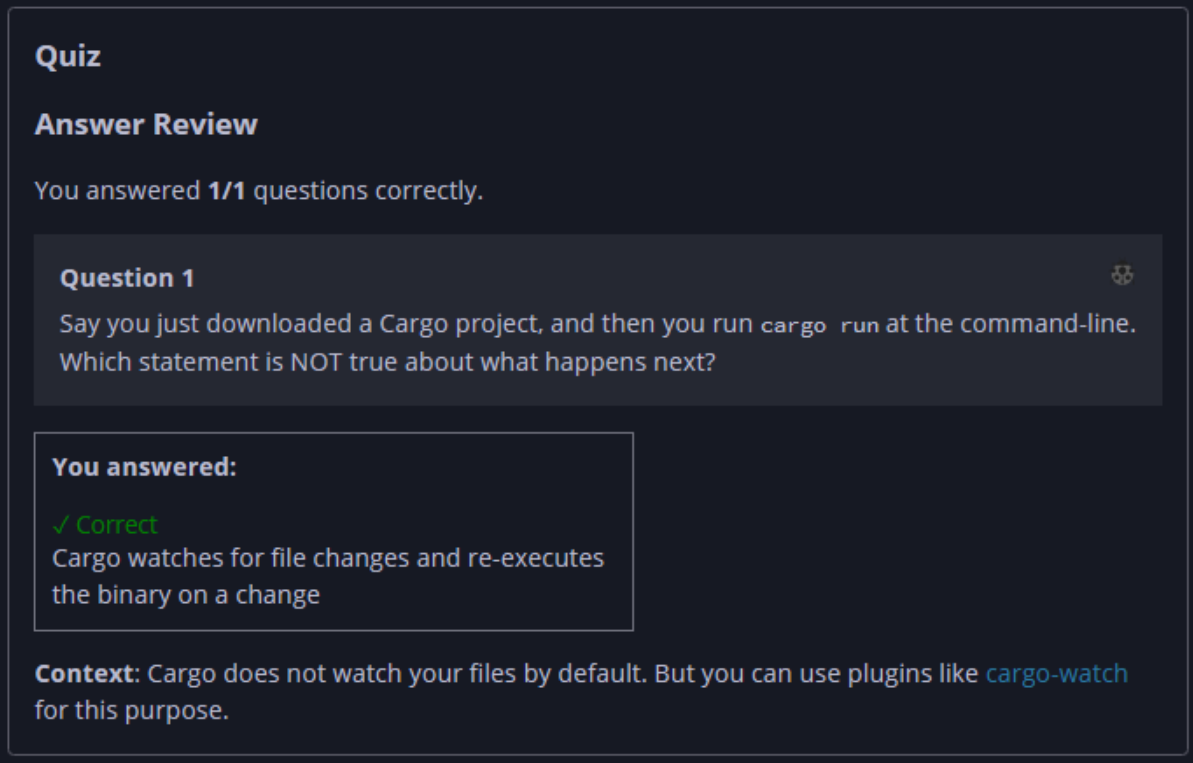 Quiz
Answer Review
You answered 1/1 questions correctly.
Question 1
Say you just downloaded a Cargo project, and then you run cargo run at the command-line.
Which statement is NOT true about what happens next?
You answered:
✓ Correct
Cargo watches for file changes and re-executes
the binary on a change
Context: Cargo does not watch your files by default. But you can use plugins like cargo-watch
for this purpose.